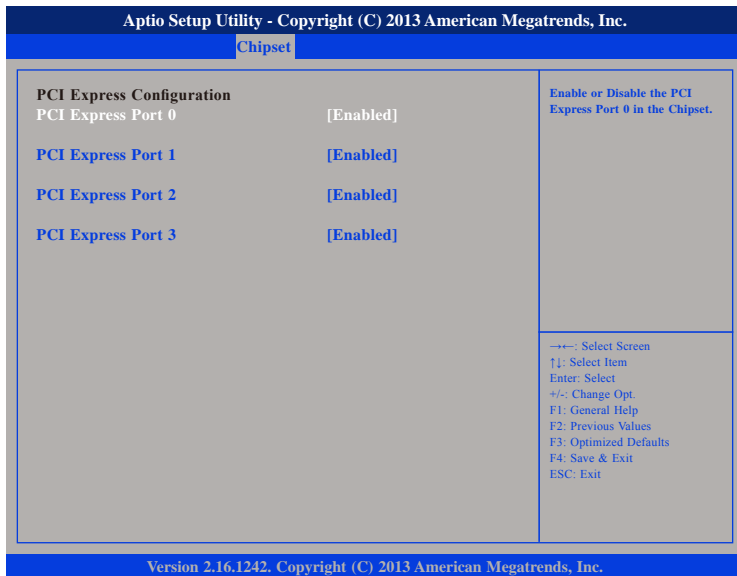 Aptio Setup Utility - Copyright (C) 2013 American Megatrends, Inc.
Chipset
PCI Express Configuration
PCI Express Port 0 [Enabled]
PCI Express Port 1 [Enabled]
PCI Express Port 2 [Enabled]
PCI Express Port 3 [Enabled]
Enable or Disable the PCI
Express Port 0 in the Chipset.
→←: Select Screen
↑↓: Select Item
Enter: Select
+/-: Change Opt.
F1: General Help
F2: Previous Values
F3: Optimized Defaults
F4: Save & Exit
ESC: Exit
Version 2.16.1242. Copyright (C) 2013 American Megatrends, Inc.